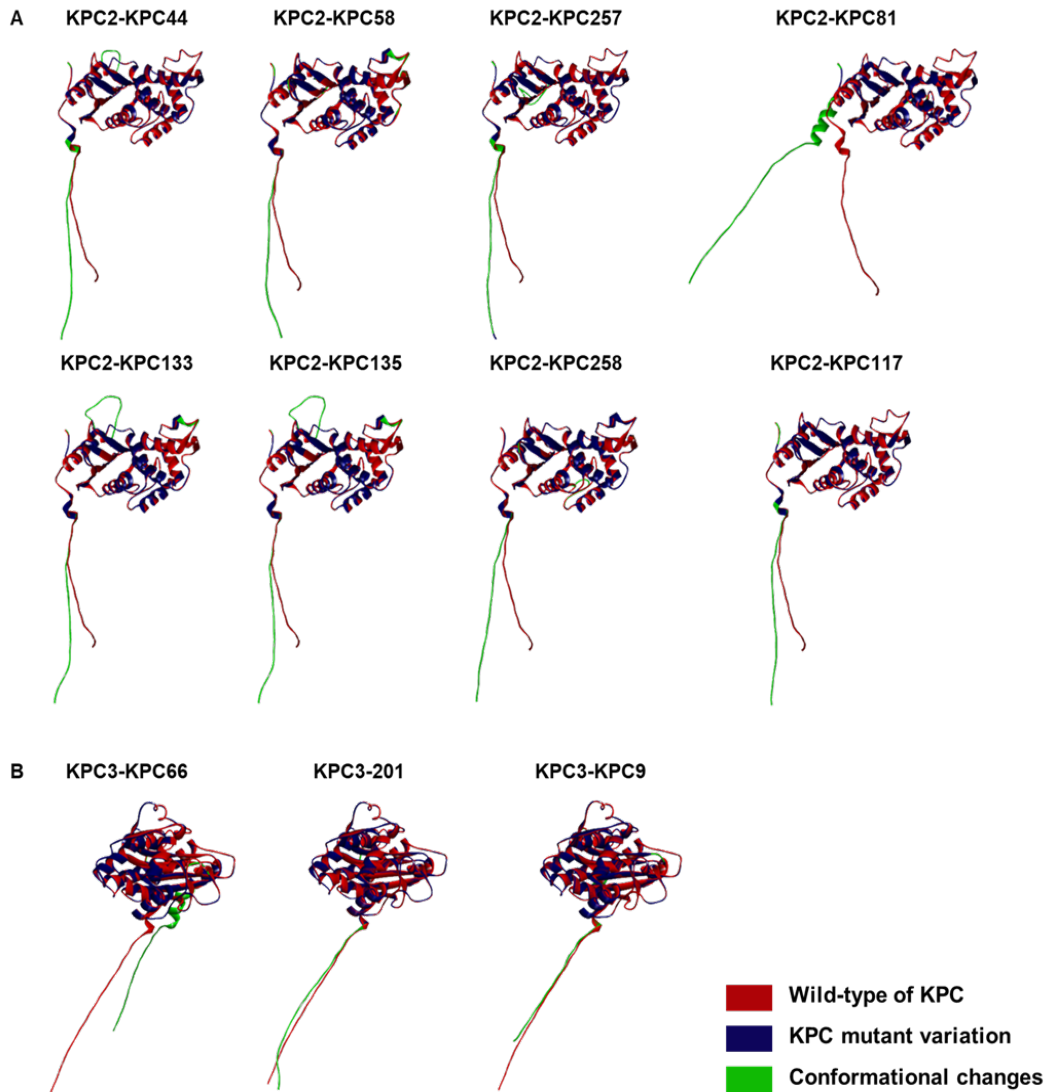 A
KPC2-KPC44 KPC2-KPC58 KPC2-KPC257 KPC2-KPC81
KPC2-KPC133 KPC2-KPC135 KPC2-KPC258 KPC2-KPC117
B
KPC3-KPC66 KPC3-201 KPC3-KPC9
Wild-type of KPC
KPC mutant variation
Conformational changes